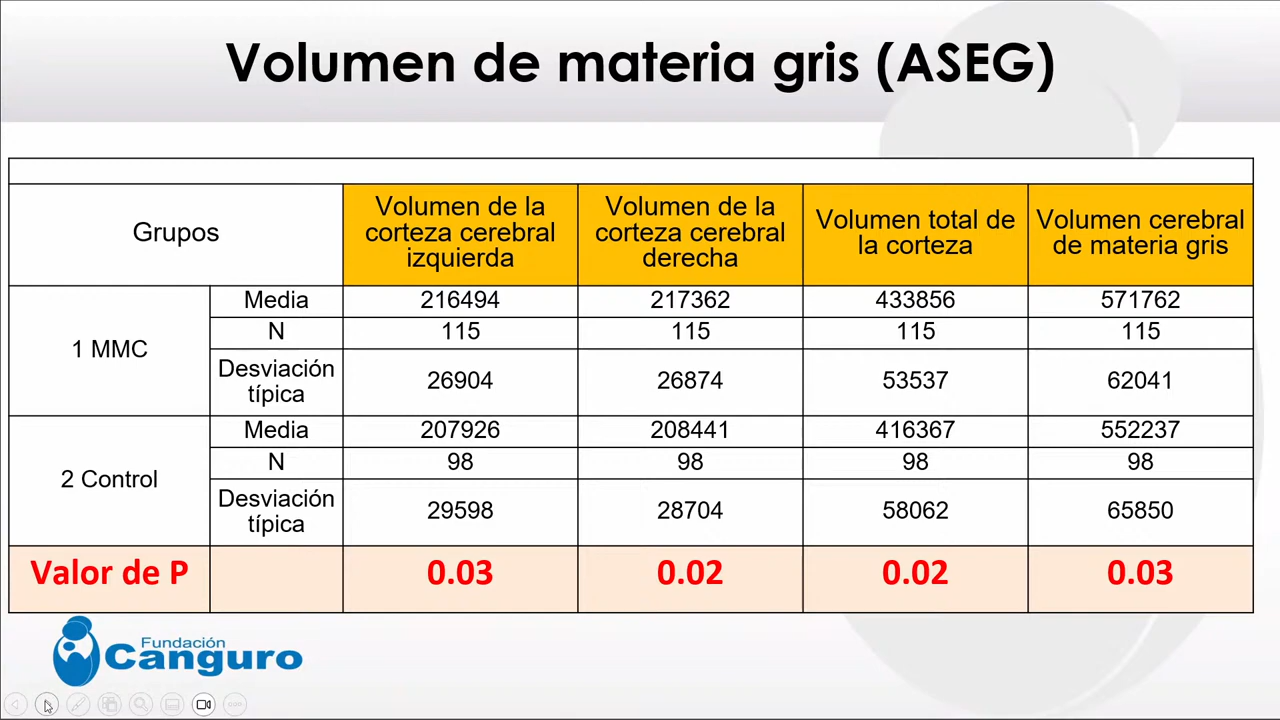 Volumen de materia gris (ASEG)
Grupos
Volumen de la
corteza cerebral
izquierda
Volumen de la
corteza cerebral
derecha
Volumen total de
la corteza
Volumen cerebral
de materia gris
1 MMC
Media 216494 217362 433856 571762
N 115 115 115 115
Desviación
típica
26904 26874 53537 62041
2 Control
Media 207926 208441 416367 552237
N 98 98 98 98
Desviación
típica
29598 28704 58062 65850
Valor de P 0.03 0.02 0.02 0.03
Fundación
Canguro